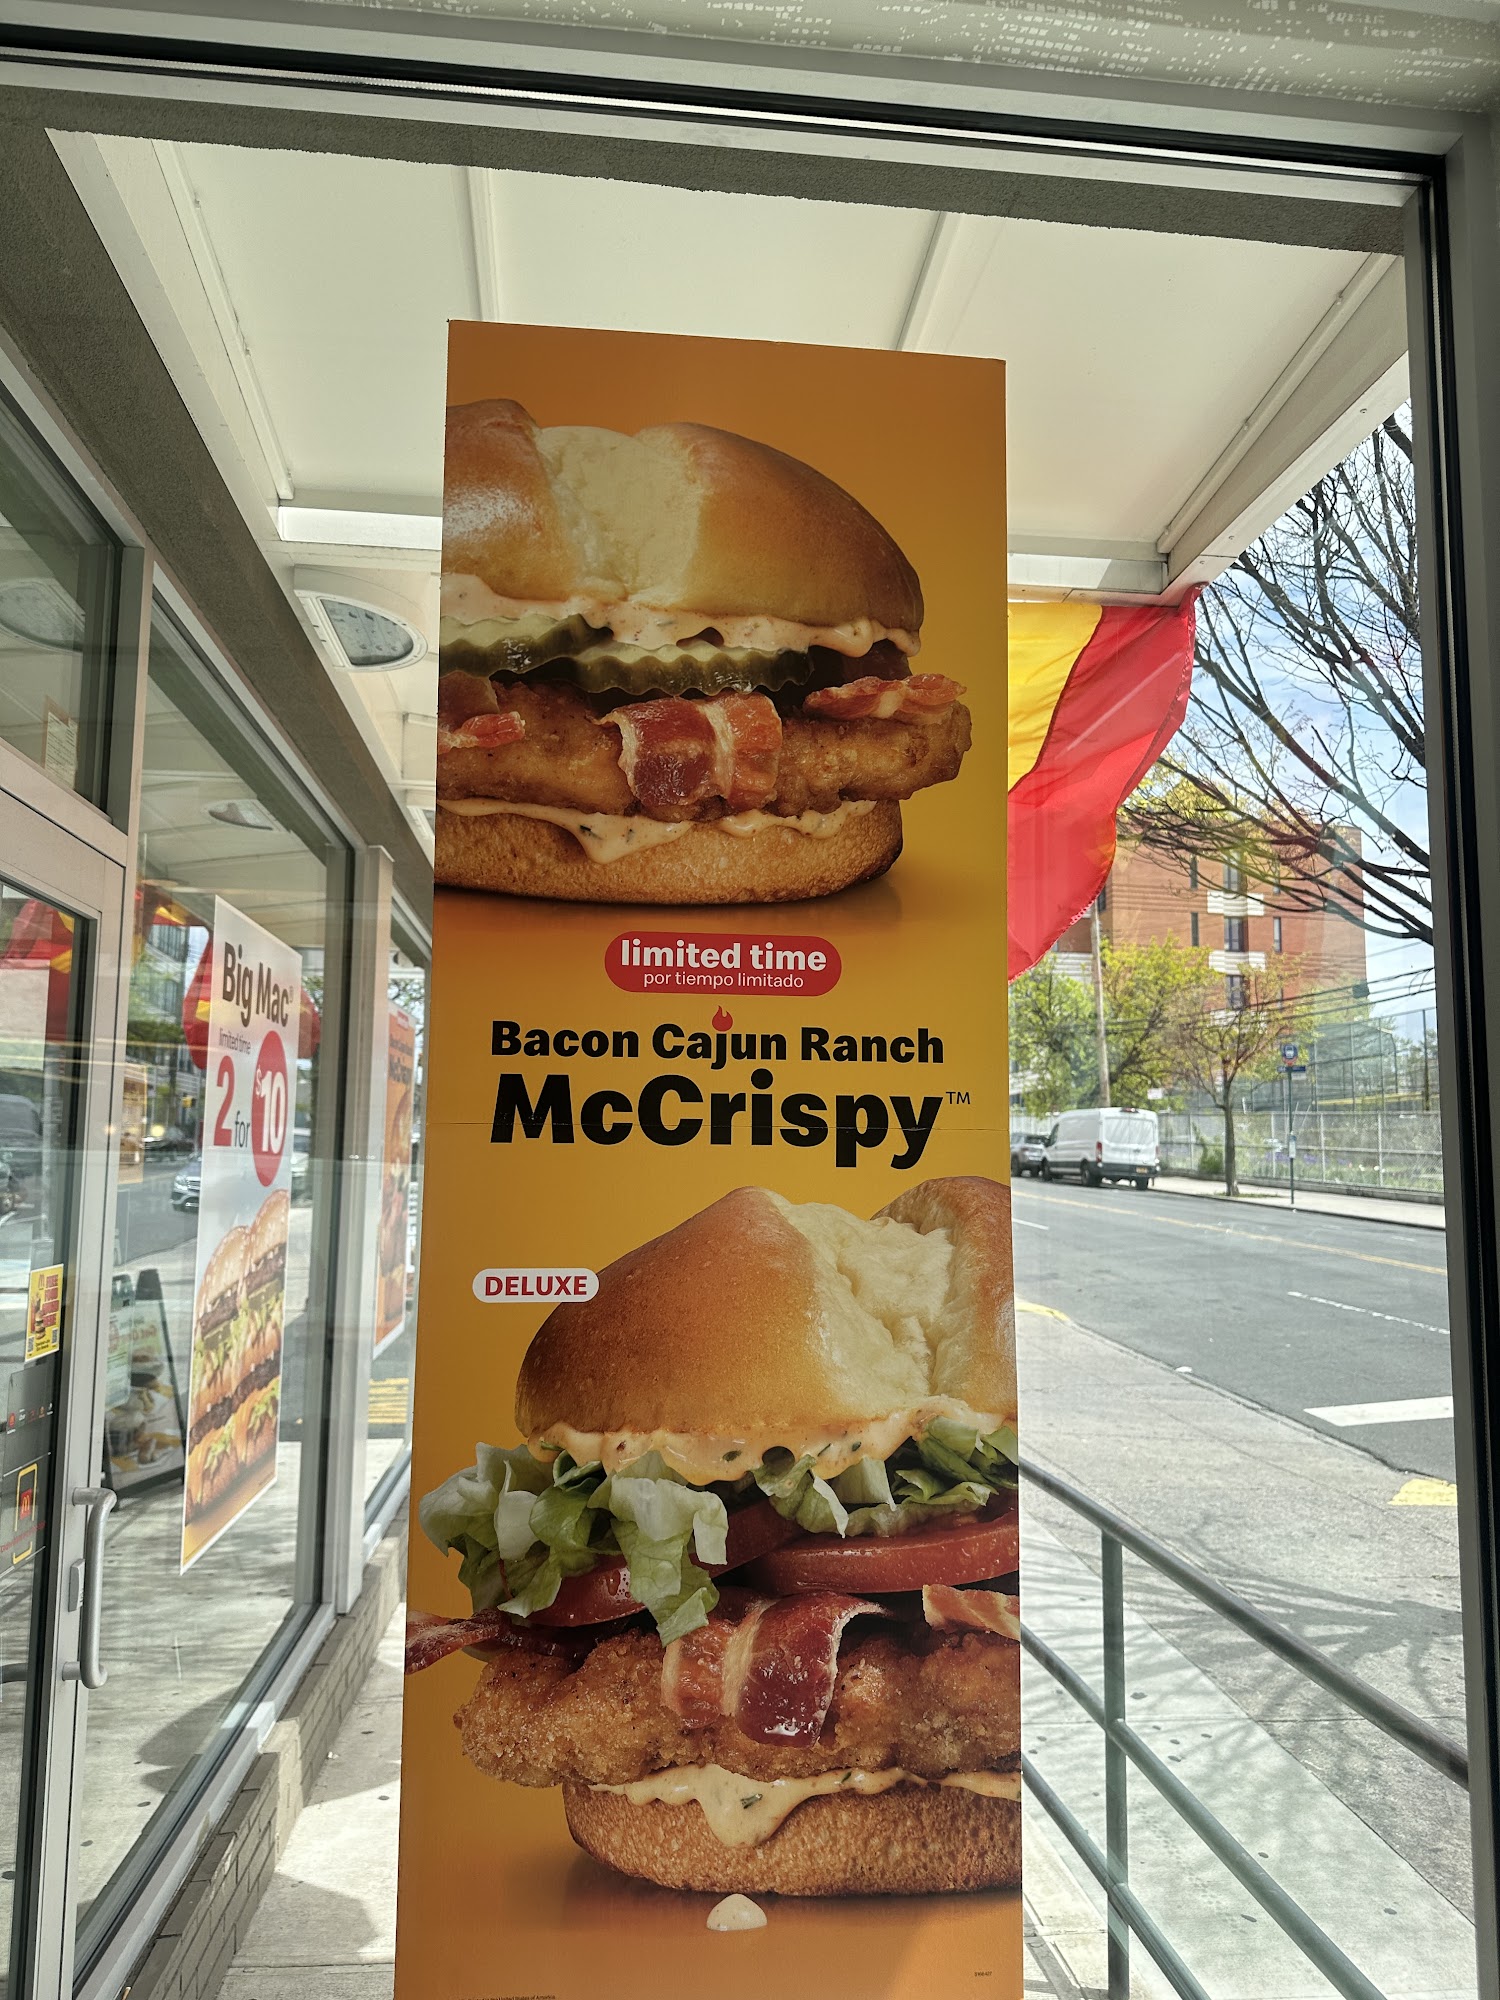 limited time
por tiempo limitado
Bacon Cajun Ranch
McCrispy™
DELUXE
Big Mac®
limited time
2 for $10